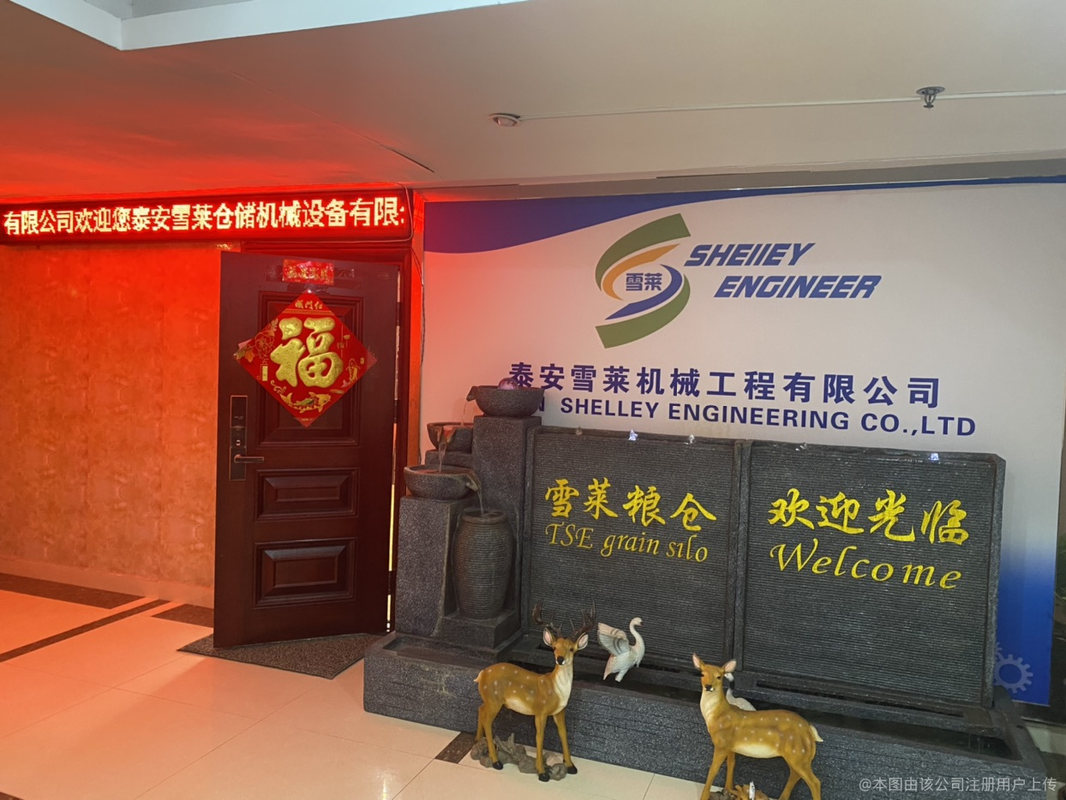 有限公司欢迎您泰安雪莱仓储机械设备有限
福
雪莱
SHEllEY
ENGINEER
泰安雪莱机械工程有限公司
SHELLEY ENGINEERING CO.,LTD
雪莱粮仓
TSE grain silo
欢迎光临
Welcome
@本图由该公司注册用户上传